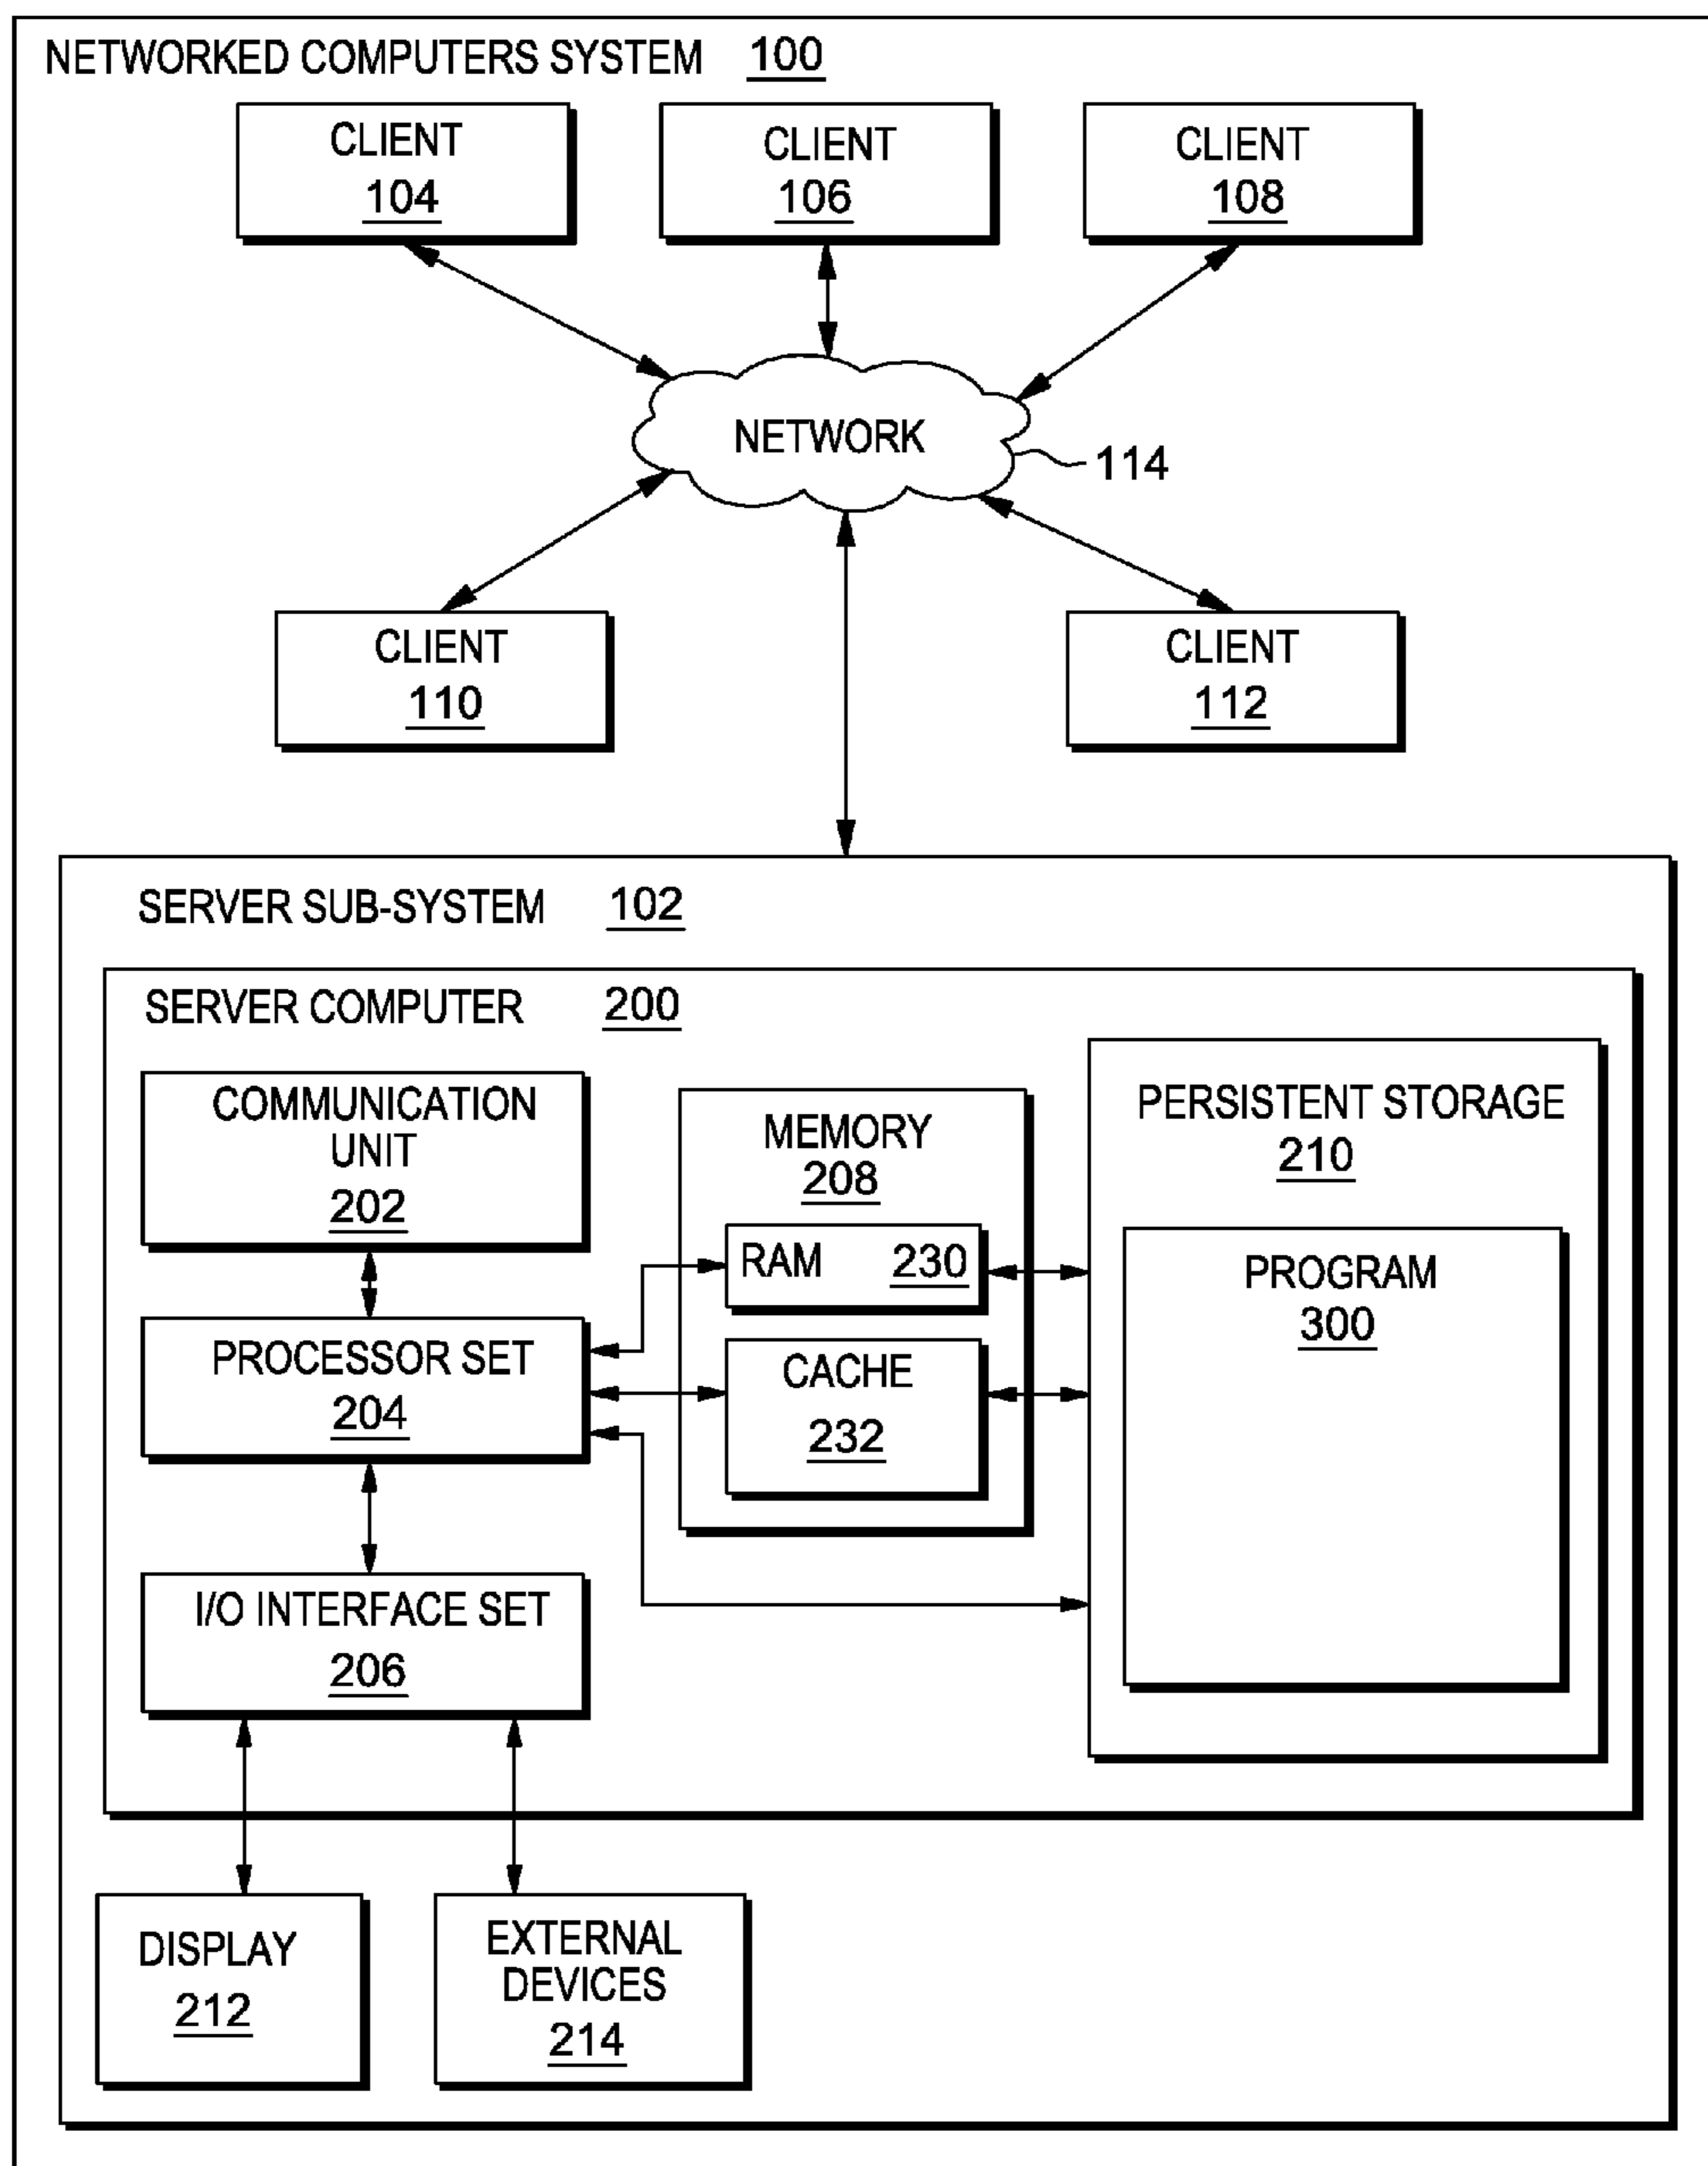 NETWORKED COMPUTERS SYSTEM 100
CLIENT
104
CLIENT
106
CLIENT
108
NETWORK
114
CLIENT
110
CLIENT
112
SERVER SUB-SYSTEM 102
SERVER COMPUTER 200
COMMUNICATION
UNIT
202
PROCESSOR SET
204
I/O INTERFACE SET
206
MEMORY
208
RAM 230
CACHE
232
PERSISTENT STORAGE
210
PROGRAM
300
DISPLAY
212
EXTERNAL
DEVICES
214